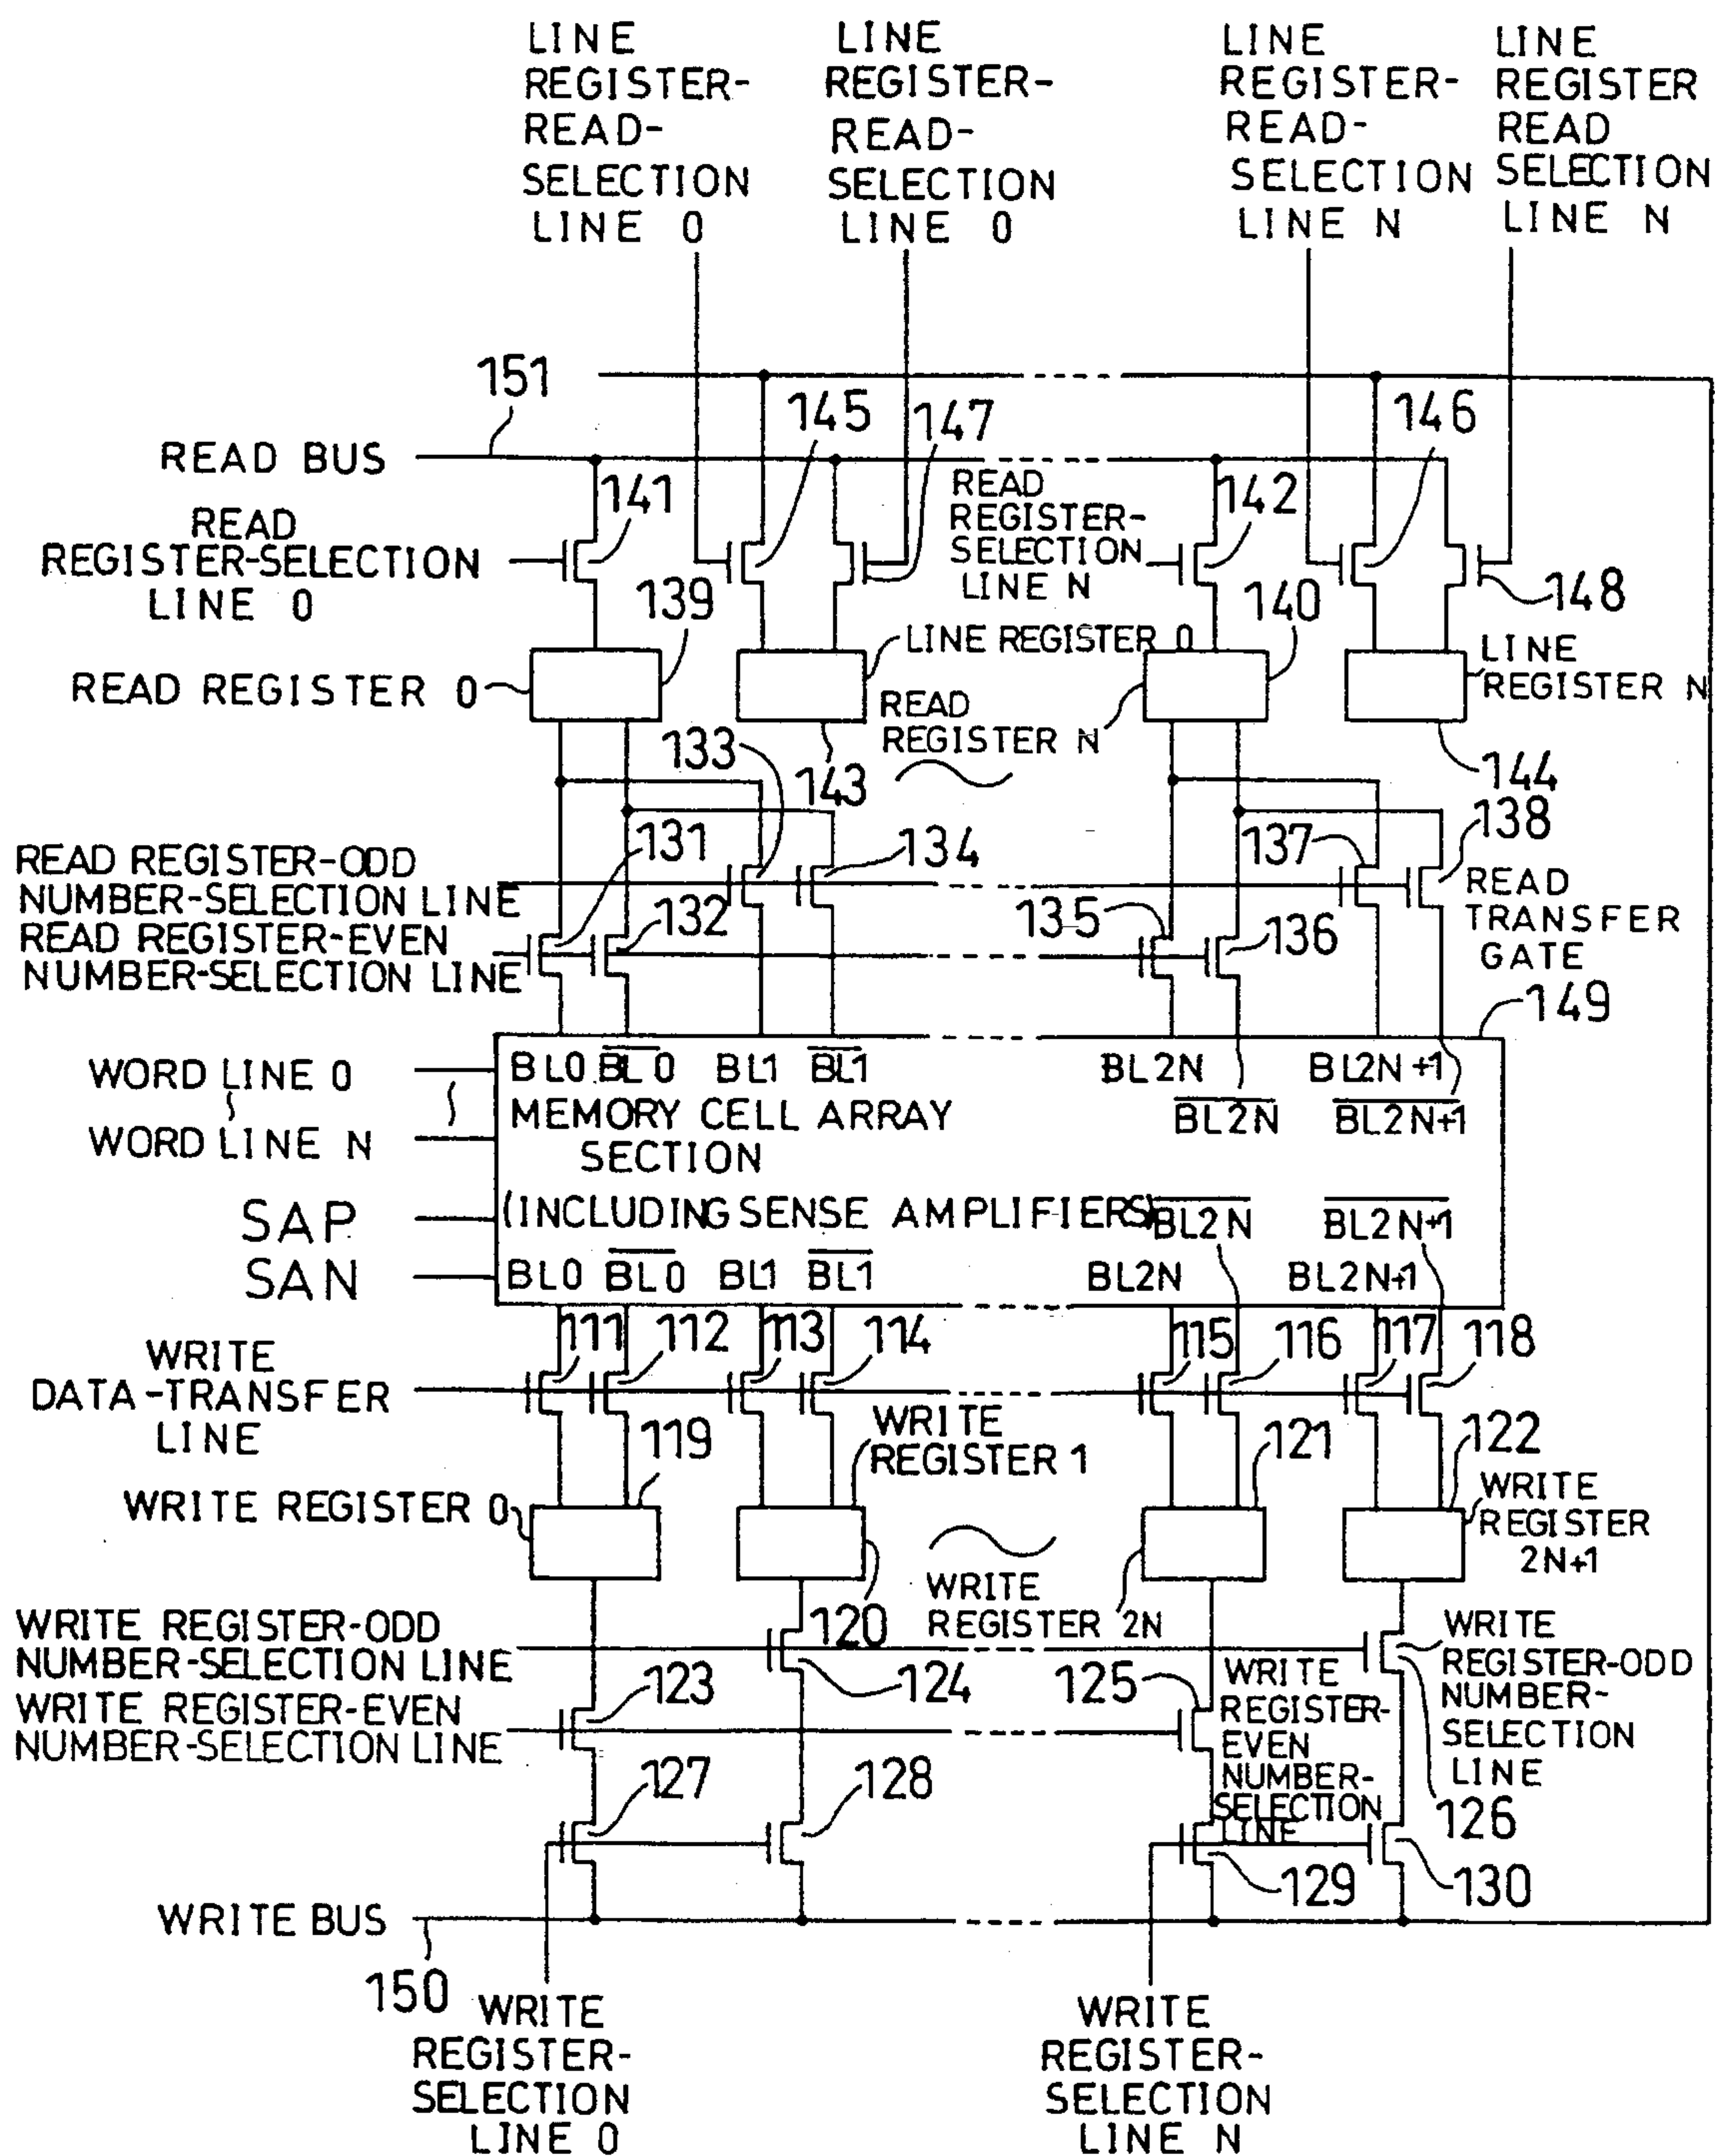 LINE
REGISTER-
READ-
SELECTION
LINE 0
LINE
REGISTER-
READ-
SELECTION
LINE 0
LINE
REGISTER-
READ-
SELECTION
LINE N
LINE
REGISTER
READ
SELECTION
LINE N
151
145
147
146
READ BUS
141
READ
REGISTER-
SELECTION
LINE N
142
READ
REGISTER-SELECTION
LINE 0
139
140
148
LINE REGISTER 0
LINE
REGISTER N
READ REGISTER 0
READ
REGISTER N
133
143
144
131
134
137
138
READ REGISTER-ODD
NUMBER-SELECTION LINE
READ REGISTER-EVEN
NUMBER-SELECTION LINE
132
135
136
READ
TRANSFER
GATE
149
WORD LINE 0
WORD LINE N
BL0 B̅L̅0̅ BL1 B̅L̅1̅ BL2N BL2N+1
B̅L̅2̅N̅ B̅L̅2̅N̅+̅1̅
MEMORY CELL ARRAY
SECTION
(INCLUDING SENSE AMPLIFIERS)
B̅L̅2̅N̅ B̅L̅2̅N̅+̅1̅
SAP
SAN
BL0 B̅L̅0̅ BL1 B̅L̅1̅ BL2N BL2N+1
111 112 113 114 115 116 117 118
WRITE
DATA-TRANSFER
LINE
119
WRITE
REGISTER 1
121
122
WRITE REGISTER 0
WRITE
REGISTER
2N+1
120
WRITE
REGISTER 2N
WRITE REGISTER-ODD
NUMBER-SELECTION LINE
WRITE REGISTER-EVEN
NUMBER-SELECTION LINE
123
124
125
WRITE
REGISTER-
EVEN
NUMBER-
SELECTION
LINE
WRITE
REGISTER-ODD
NUMBER-
SELECTION
LINE
126
127
128
129
130
WRITE BUS
150
WRITE
REGISTER-
SELECTION
LINE 0
WRITE
REGISTER-
SELECTION
LINE N